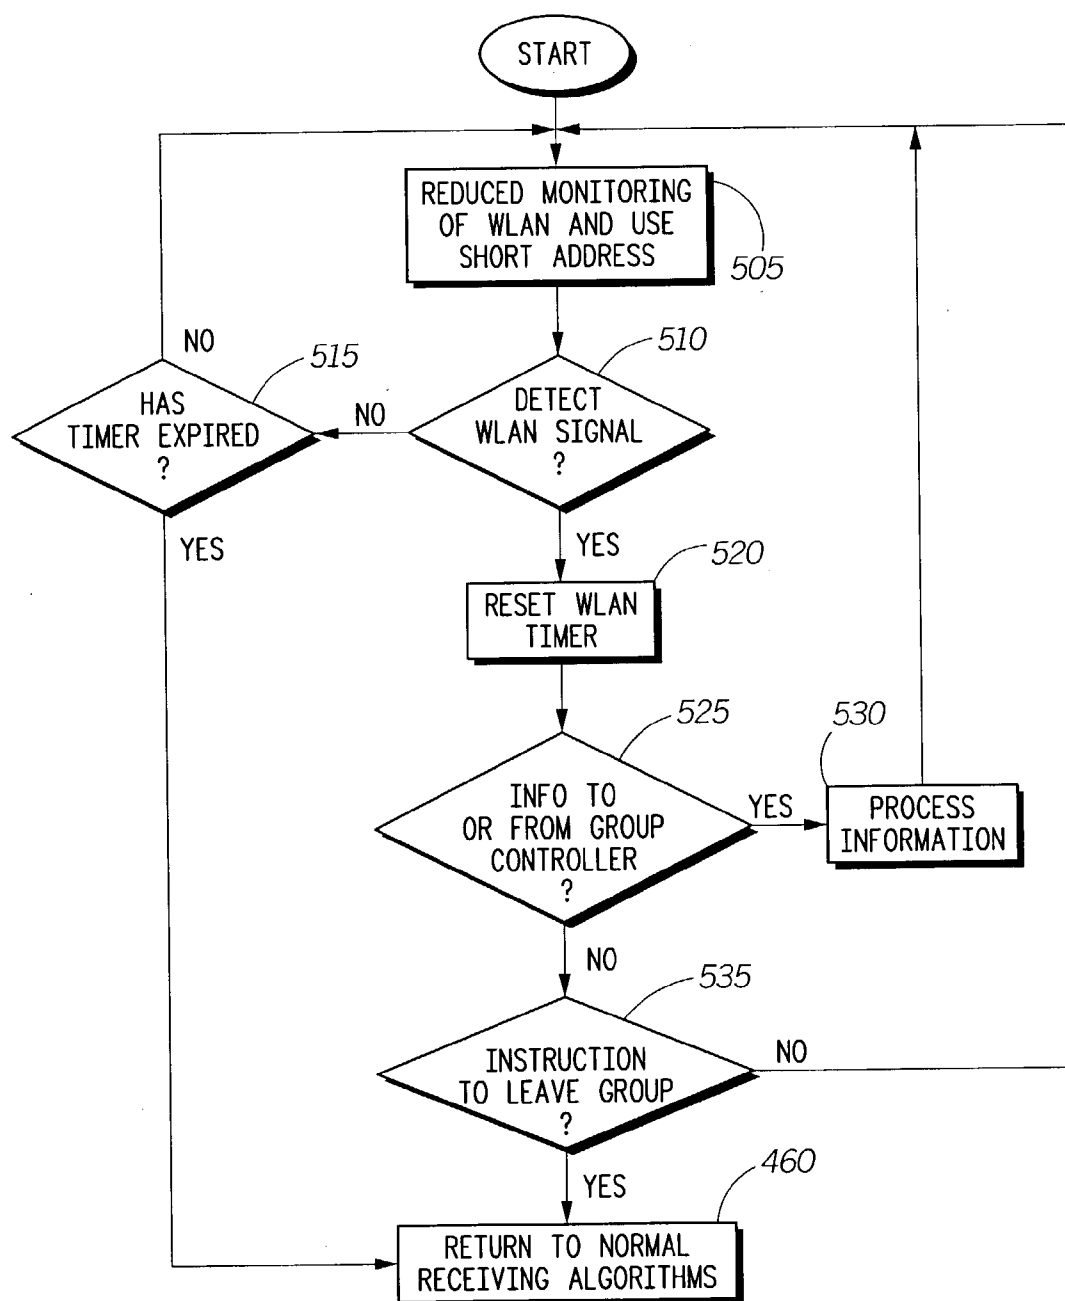 START
REDUCED MONITORING
OF WLAN AND USE
SHORT ADDRESS
505
NO
515
510
HAS
TIMER EXPIRED
?
NO
DETECT
WLAN SIGNAL
?
YES
YES
520
RESET WLAN
TIMER
525
530
INFO TO
OR FROM GROUP
CONTROLLER
?
YES
PROCESS
INFORMATION
NO
535
INSTRUCTION
TO LEAVE GROUP
?
NO
YES
460
RETURN TO NORMAL
RECEIVING ALGORITHMS